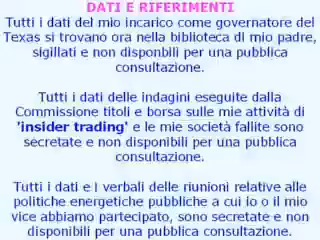 DATI E RIFERIMENTI
Tutti i dati del mio incarico come governatore del
Texas si trovano ora nella biblioteca di mio padre,
sigillati e non disponbili per una pubblica
consultazione.
Tutti i dati delle indagini eseguite dalla
Commissione titoli e borsa sulle mie attività di
'insider trading' e le mie società fallite sono
secretate e non disponibili per una pubblica
consultazione.
Tutti i dati e i verbali delle riunioni relative alle
politiche energetiche pubbliche a cui io o il mio
vice abbiamo partecipato, sono secretate e non
disponibili per una pubblica consultazione.